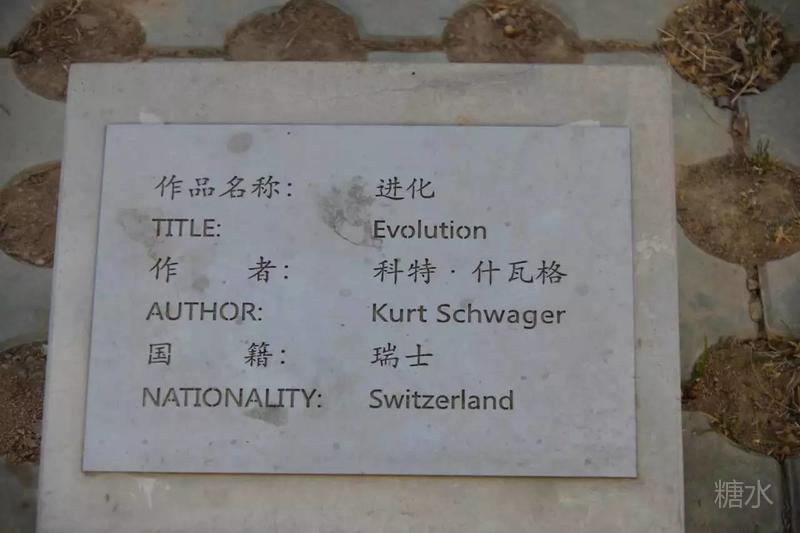 作品名称： 进化
TITLE: Evolution
作 者： 科特·什瓦格
AUTHOR: Kurt Schwager
国 籍： 瑞士
NATIONALITY: Switzerland
糖水